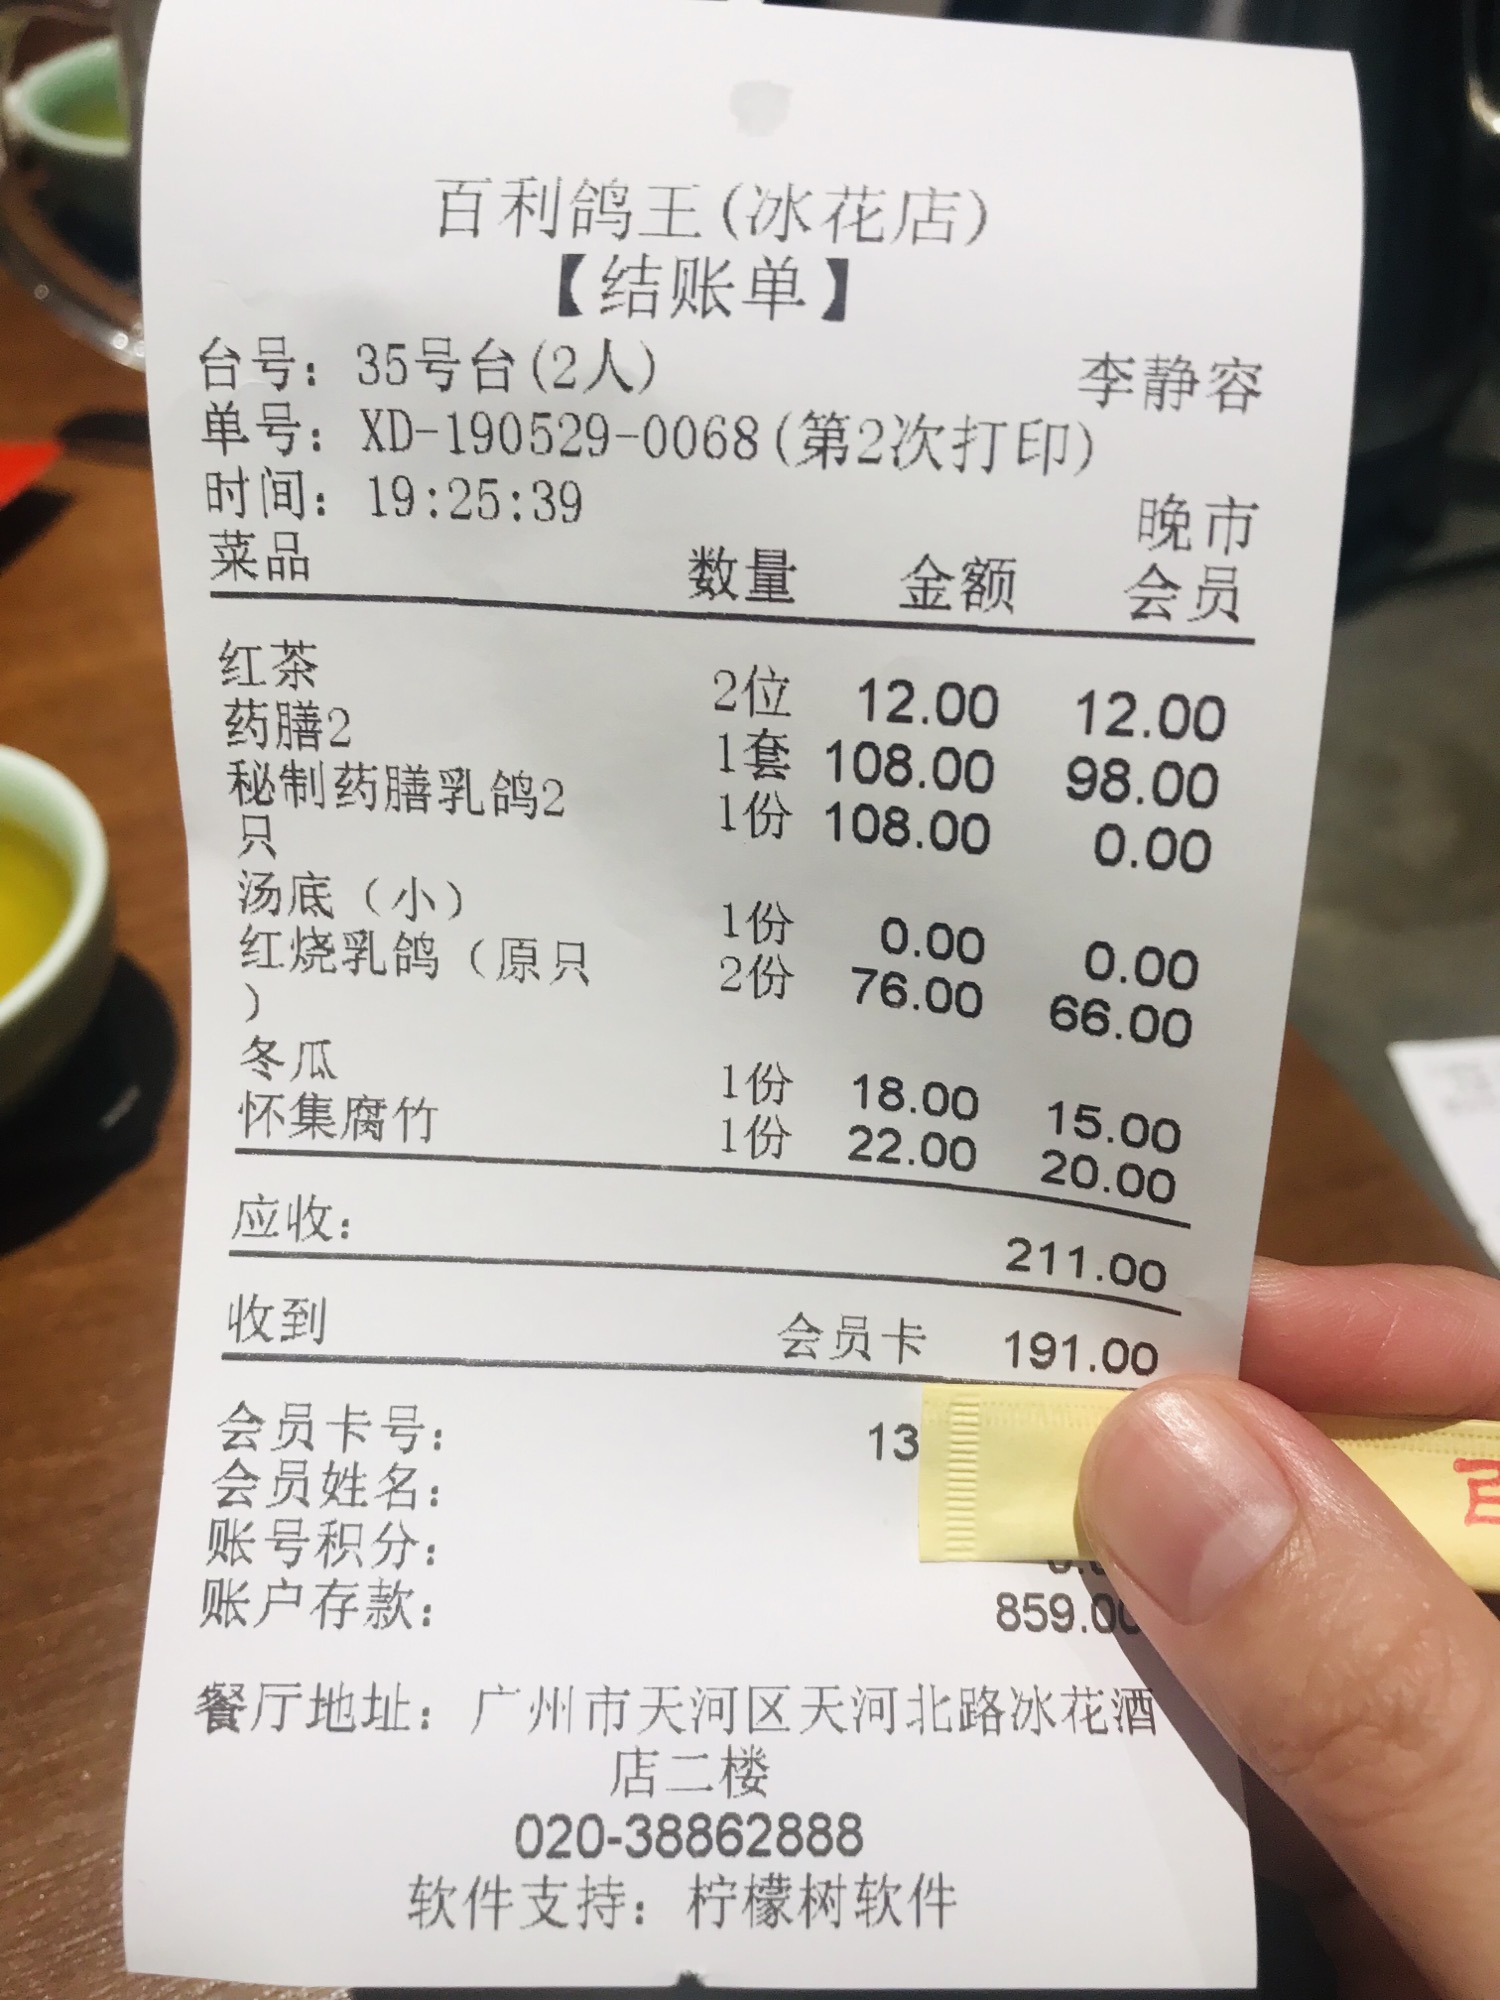 百利鸽王(冰花店)
【结账单】
台号: 35号台(2人) 李静容
单号: XD-190529-0068(第2次打印)
时间: 19:25:39 晚市
菜品 数量 金额 会员
红茶 2位 12.00 12.00
药膳2 1套 108.00 98.00
秘制药膳乳鸽2 1份 108.00 0.00
只
汤底（小） 1份 0.00 0.00
红烧乳鸽（原只 2份 76.00 66.00
）
冬瓜 1份 18.00 15.00
怀集腐竹 1份 22.00 20.00
应收: 211.00
收到 会员卡 191.00
会员卡号: 13
会员姓名:
账号积分:
账户存款: 859.00
餐厅地址: 广州市天河区天河北路冰花酒
店二楼
020-38862888
软件支持: 柠檬树软件